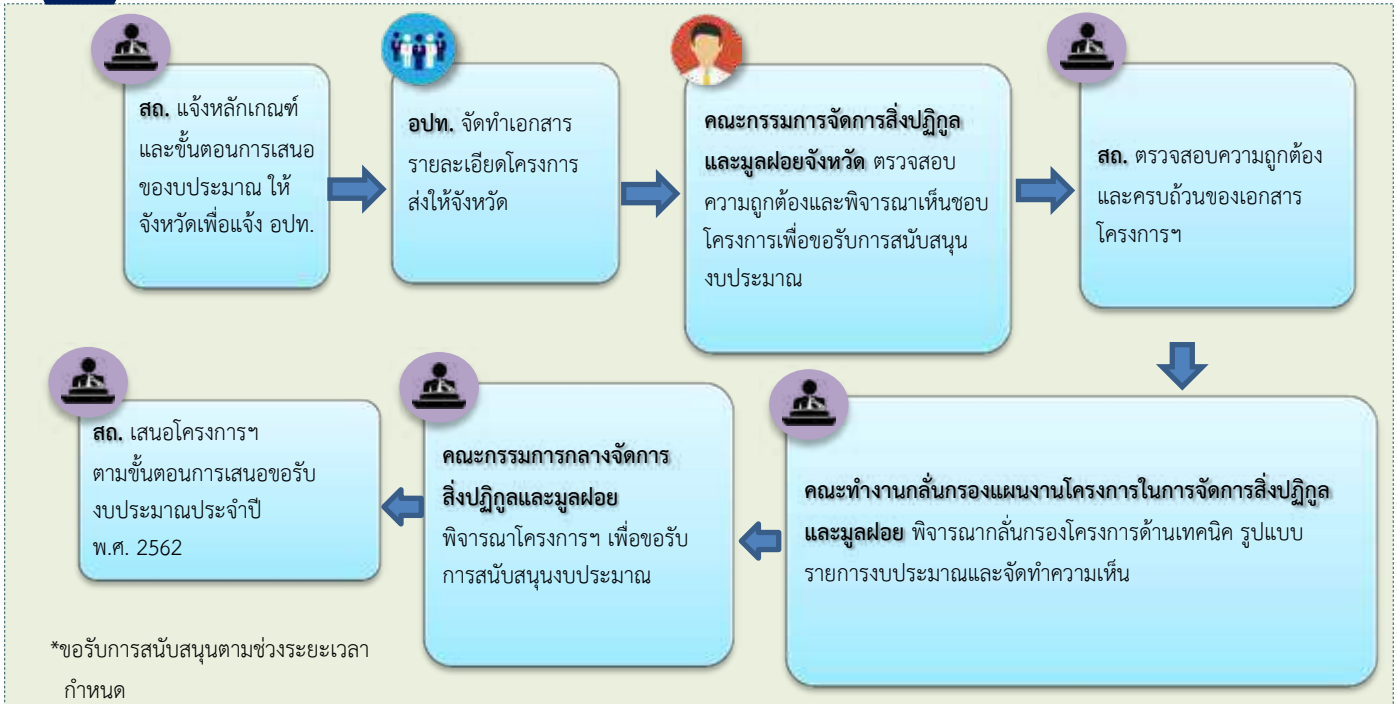 สถ. แจ้งหลักเกณฑ์
และขั้นตอนการเสนอ
ของบประมาณ ให้
จังหวัดเพื่อแจ้ง อปท.
อปท. จัดทำเอกสาร
รายละเอียดโครงการ
ส่งให้จังหวัด
คณะกรรมการจัดการสิ่งปฏิกูล
และมูลฝอยจังหวัด ตรวจสอบ
ความถูกต้องและพิจารณาเห็นชอบ
โครงการเพื่อขอรับการสนับสนุน
งบประมาณ
สถ. ตรวจสอบความถูกต้อง
และครบถ้วนของเอกสาร
โครงการฯ
คณะทำงานกลั่นกรองแผนงานโครงการในการจัดการสิ่งปฏิกูล
และมูลฝอย พิจารณากลั่นกรองโครงการด้านเทคนิค รูปแบบ
รายการงบประมาณและจัดทำความเห็น
คณะกรรมการกลางจัดการ
สิ่งปฏิกูลและมูลฝอย
พิจารณาโครงการฯ เพื่อขอรับ
การสนับสนุนงบประมาณ
สถ. เสนอโครงการฯ
ตามขั้นตอนการเสนอขอรับ
งบประมาณประจำปี
พ.ศ. 2562
*ขอรับการสนับสนุนตามช่วงระยะเวลา
กำหนด